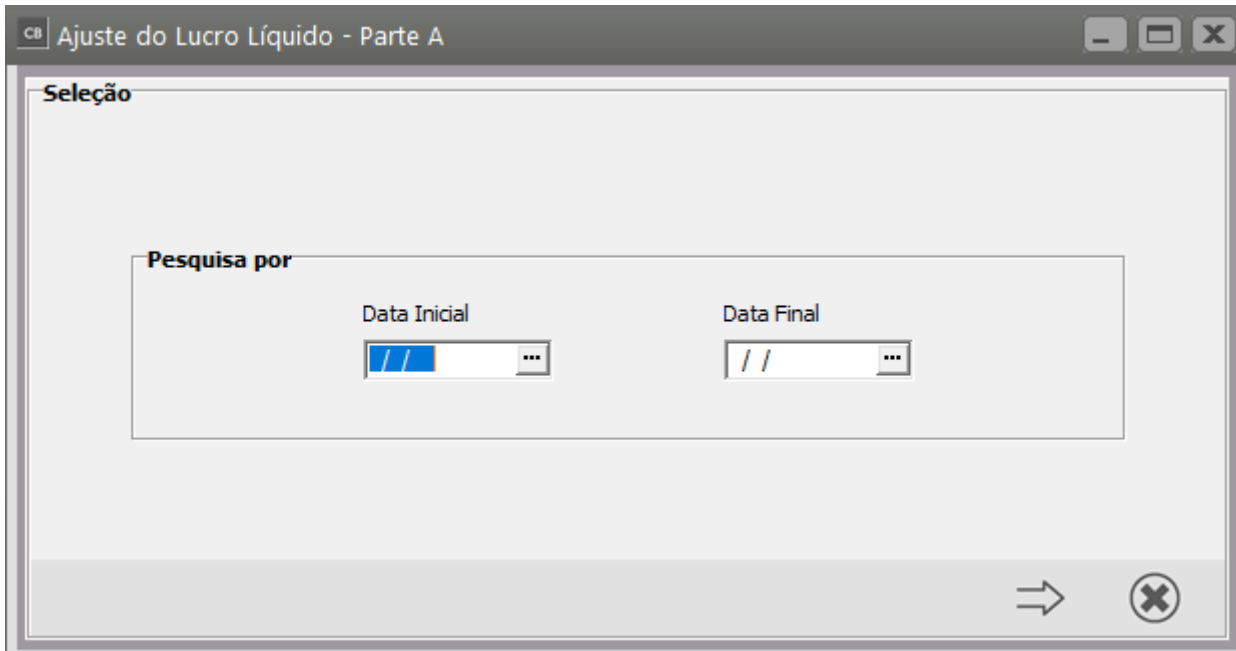 CB Ajuste do Lucro Líquido - Parte A
Seleção
Pesquisa por
Data Inicial Data Final
/ / ... / / ...